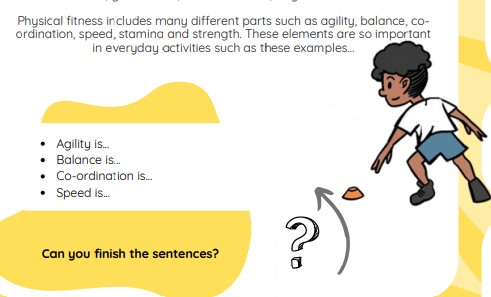 Physical fitness includes many different parts such as agility, balance, co-
ordination, speed, stamina and strength. These elements are so important
in everyday activities such as these examples...
• Agility is...
• Balance is...
• Co-ordination is...
• Speed is...
?
Can you finish the sentences?